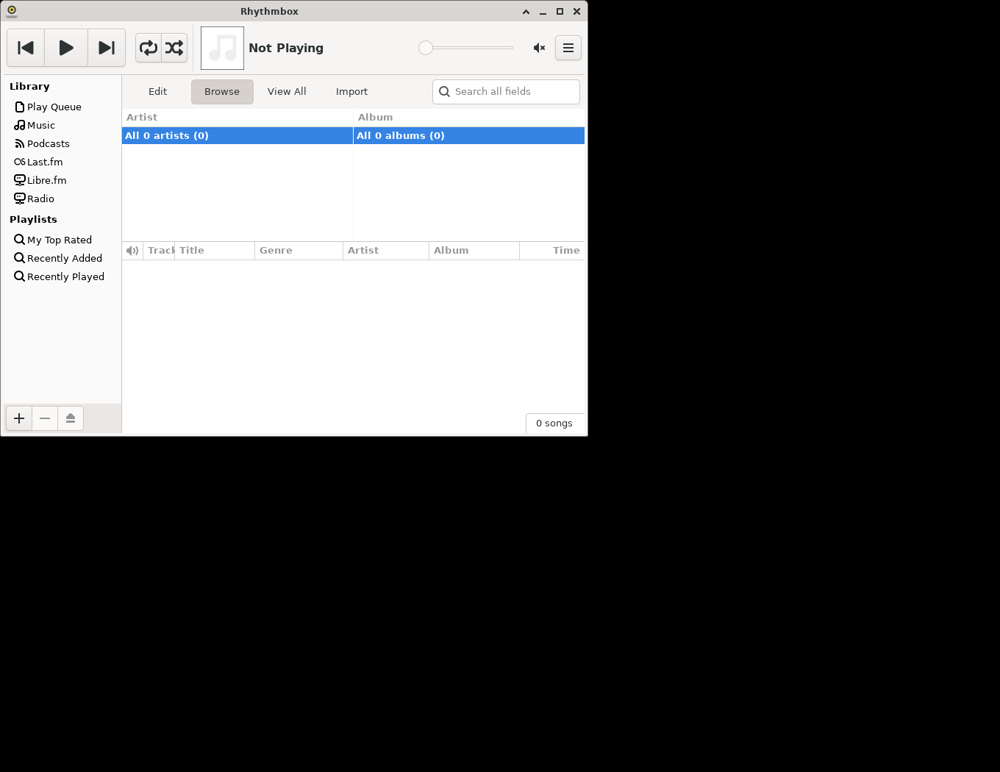 Rhythmbox
Not Playing
Library
Play Queue
Music
Podcasts
Last.fm
Libre.fm
Radio
Playlists
My Top Rated
Recently Added
Recently Played
Edit Browse View All Import Search all fields
Artist Album
All 0 artists (0) All 0 albums (0)
Track Title Genre Artist Album Time
0 songs